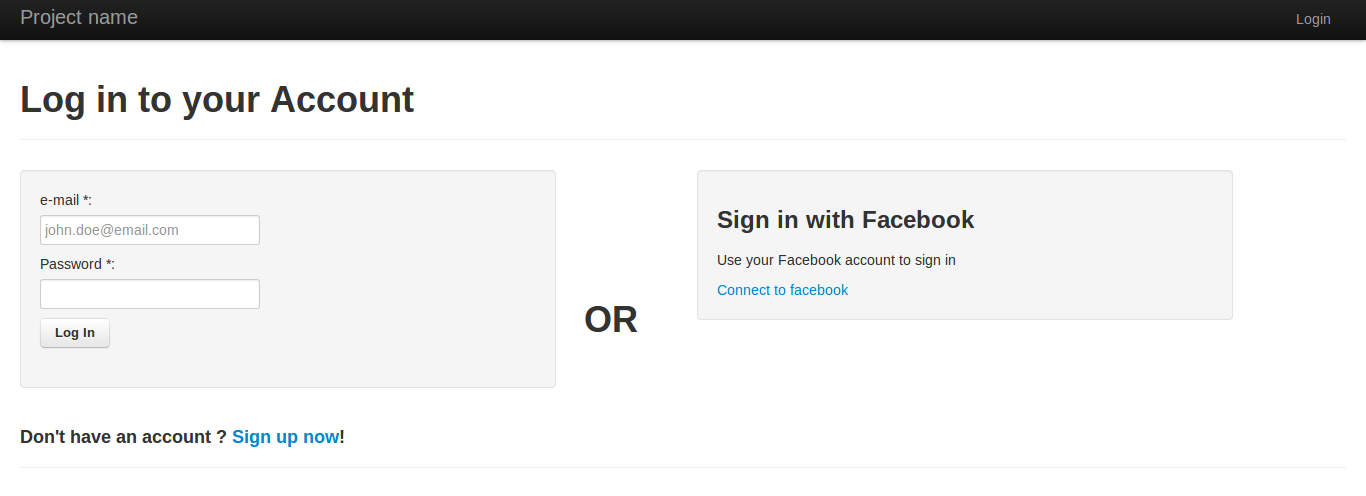 Project name
Login
Log in to your Account
e-mail *:
john.doe@email.com
Password *:
Log In
OR
Sign in with Facebook
Use your Facebook account to sign in
Connect to facebook
Don't have an account ? Sign up now!